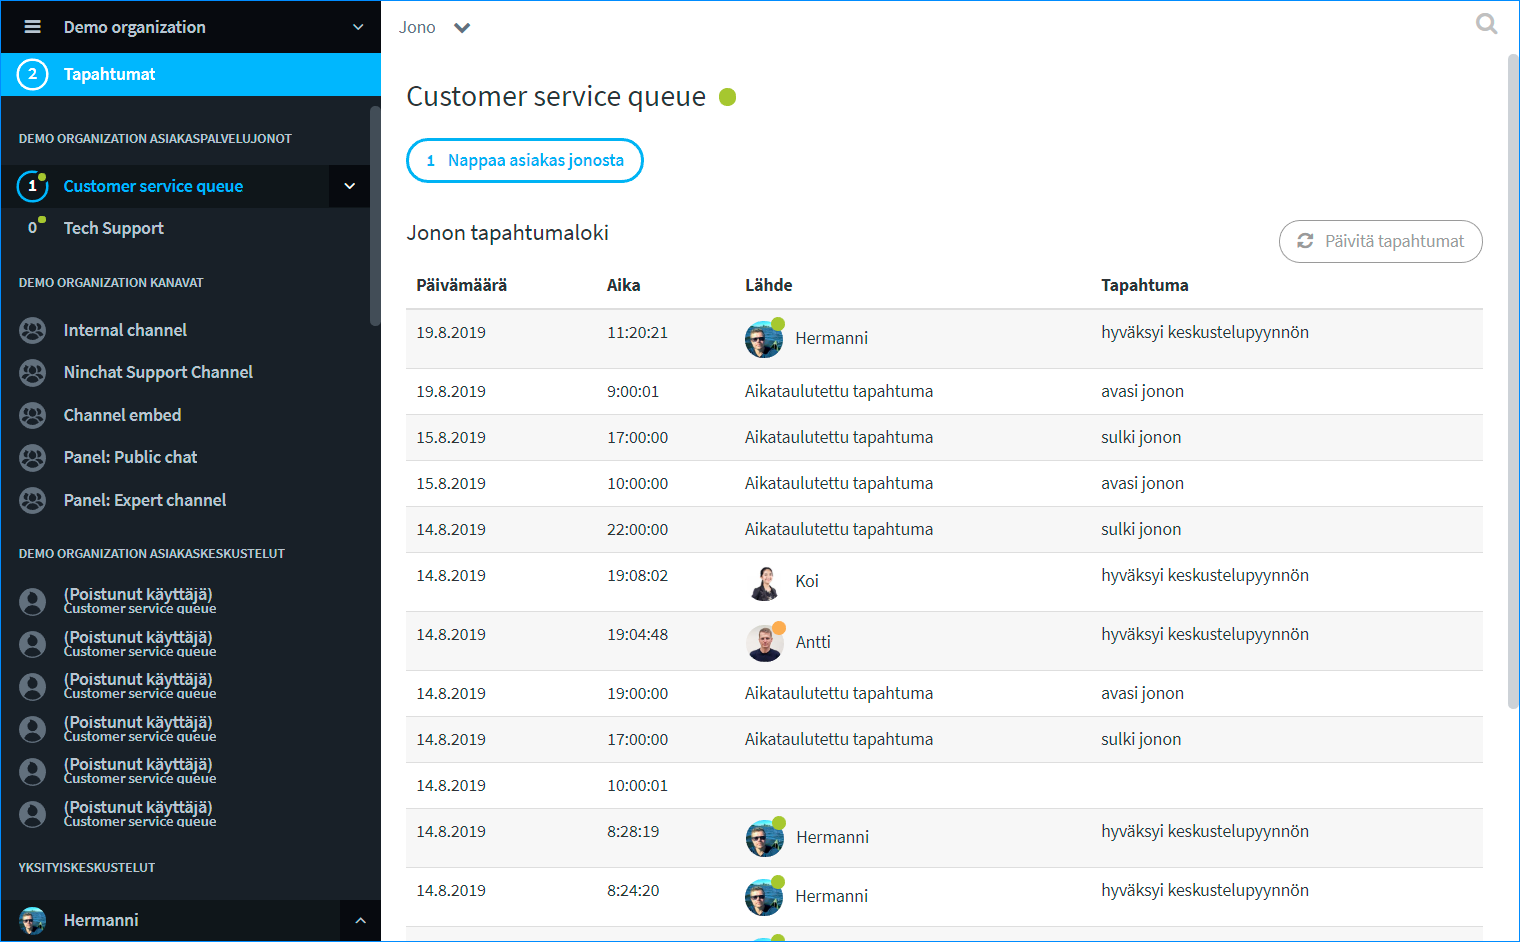 Demo organization
2 Tapahtumat
DEMO ORGANIZATION ASIAKASPALVELUJONOT
1 Customer service queue
0 Tech Support
DEMO ORGANIZATION KANAVAT
Internal channel
Ninchat Support Channel
Channel embed
Panel: Public chat
Panel: Expert channel
DEMO ORGANIZATION ASIAKASKESKUSTELUT
(Poistunut käyttäjä)
Customer service queue
(Poistunut käyttäjä)
Customer service queue
(Poistunut käyttäjä)
Customer service queue
(Poistunut käyttäjä)
Customer service queue
(Poistunut käyttäjä)
Customer service queue
(Poistunut käyttäjä)
Customer service queue
YKSITYISKESKUSTELUT
Hermanni
Jono
Customer service queue
1 Nappaa asiakas jonosta
Jonon tapahtumaloki
Päivitä tapahtumat
Päivämäärä Aika Lähde Tapahtuma
19.8.2019 11:20:21 Hermanni hyväksyi keskustelupyynnön
19.8.2019 9:00:01 Aikataulutettu tapahtuma avasi jonon
15.8.2019 17:00:00 Aikataulutettu tapahtuma sulki jonon
15.8.2019 10:00:00 Aikataulutettu tapahtuma avasi jonon
14.8.2019 22:00:00 Aikataulutettu tapahtuma sulki jonon
14.8.2019 19:08:02 Koi hyväksyi keskustelupyynnön
14.8.2019 19:04:48 Antti hyväksyi keskustelupyynnön
14.8.2019 19:00:00 Aikataulutettu tapahtuma avasi jonon
14.8.2019 17:00:00 Aikataulutettu tapahtuma sulki jonon
14.8.2019 10:00:01
14.8.2019 8:28:19 Hermanni hyväksyi keskustelupyynnön
14.8.2019 8:24:20 Hermanni hyväksyi keskustelupyynnön